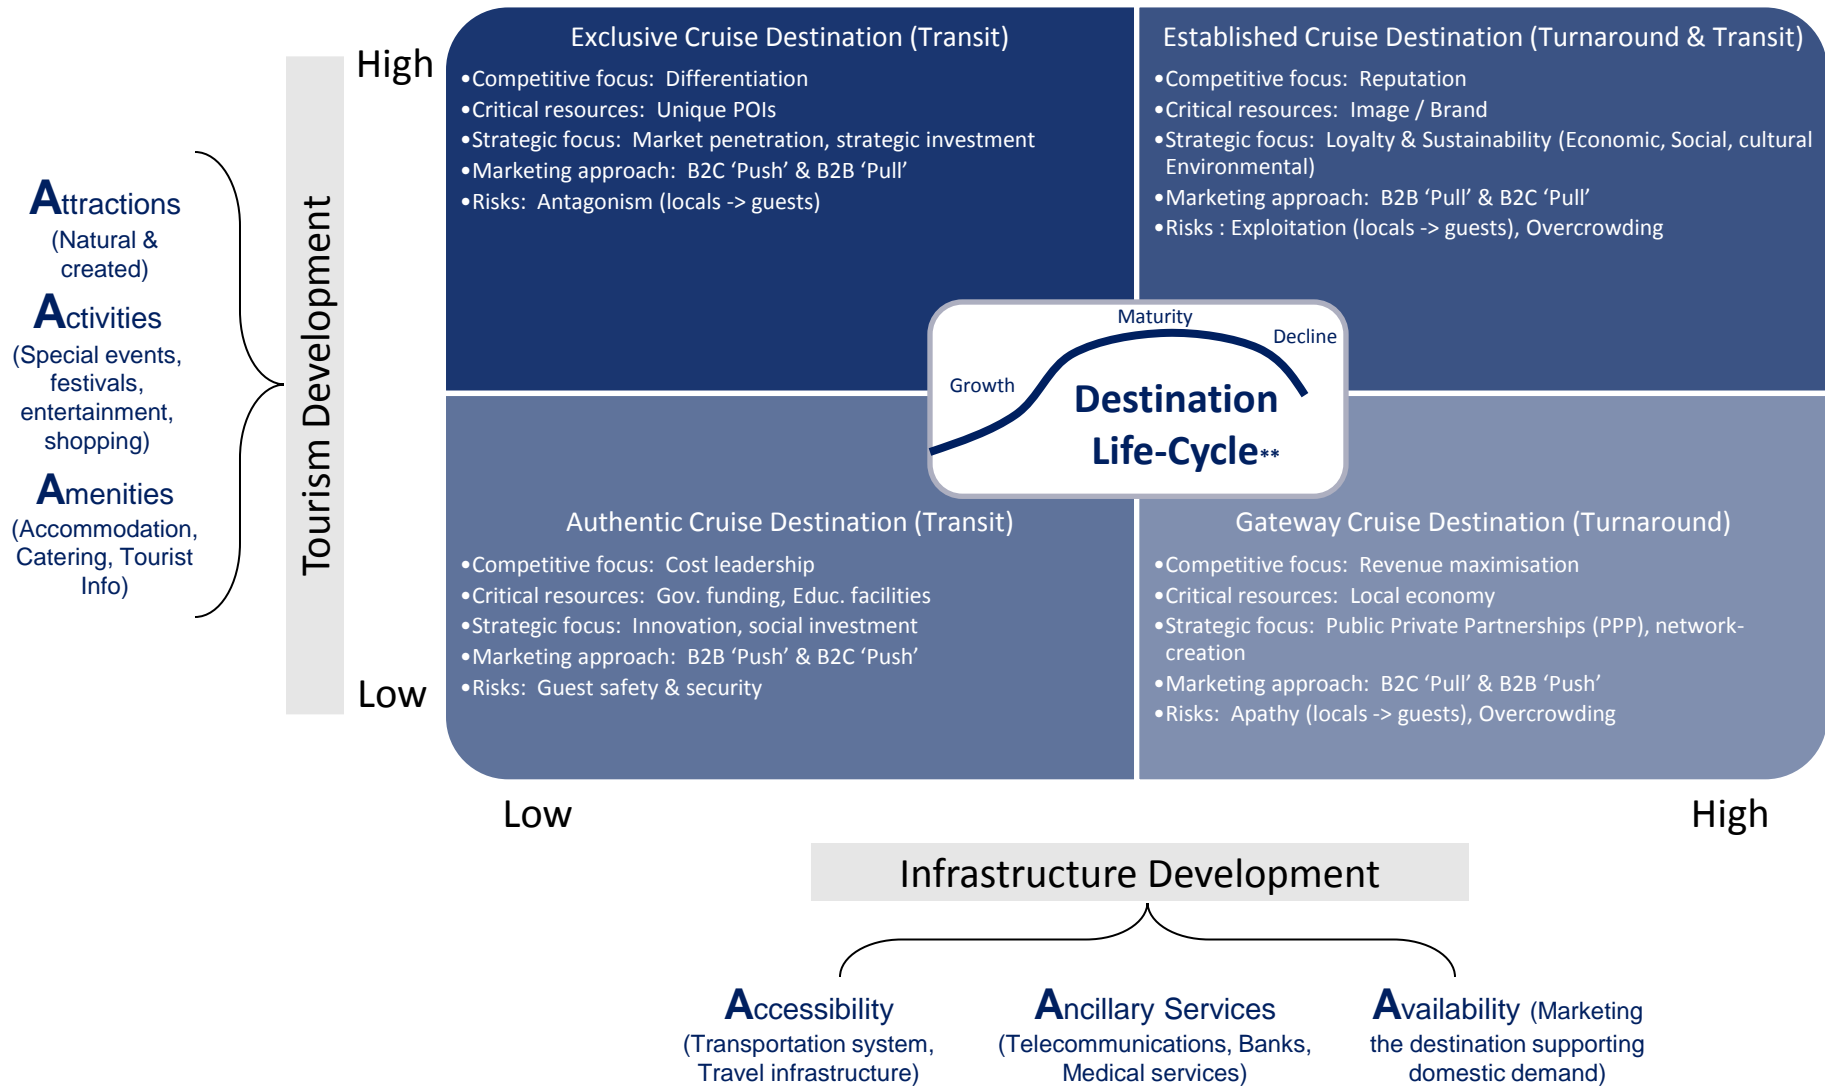 High
Exclusive Cruise Destination (Transit)
•Competitive focus:  Differentiation
•Critical resources:  Unique POIs
•Strategic focus:  Market penetration, strategic investment
•Marketing approach:  B2C ‘Push’ & B2B ‘Pull’
•Risks:  Antagonism (locals -> guests)
Established Cruise Destination (Turnaround & Transit)
•Competitive focus:  Reputation
•Critical resources:  Image / Brand
•Strategic focus:  Loyalty & Sustainability (Economic, Social, cultural
Environmental)
•Marketing approach:  B2B ‘Pull’ & B2C ‘Pull’
•Risks : Exploitation (locals -> guests), Overcrowding
Attractions
(Natural &
created)
Activities
(Special events,
festivals,
entertainment,
shopping)
Amenities
(Accommodation,
Catering, Tourist
Info)
Tourism Development
Maturity
Decline
Growth
Destination
Life-Cycle**
Authentic Cruise Destination (Transit)
•Competitive focus:  Cost leadership
•Critical resources:  Gov. funding, Educ. facilities
•Strategic focus:  Innovation, social investment
•Marketing approach:  B2B ‘Push’ & B2C ‘Push’
•Risks:  Guest safety & security
Gateway Cruise Destination (Turnaround)
•Competitive focus:  Revenue maximisation
•Critical resources:  Local economy
•Strategic focus:  Public Private Partnerships (PPP), network-
creation
•Marketing approach:  B2C ‘Pull’ & B2B ‘Push’
•Risks:  Apathy (locals -> guests), Overcrowding
Low
Low
High
Infrastructure Development
Accessibility
(Transportation system,
Travel infrastructure)
Ancillary Services
(Telecommunications, Banks,
Medical services)
Availability (Marketing
the destination supporting
domestic demand)